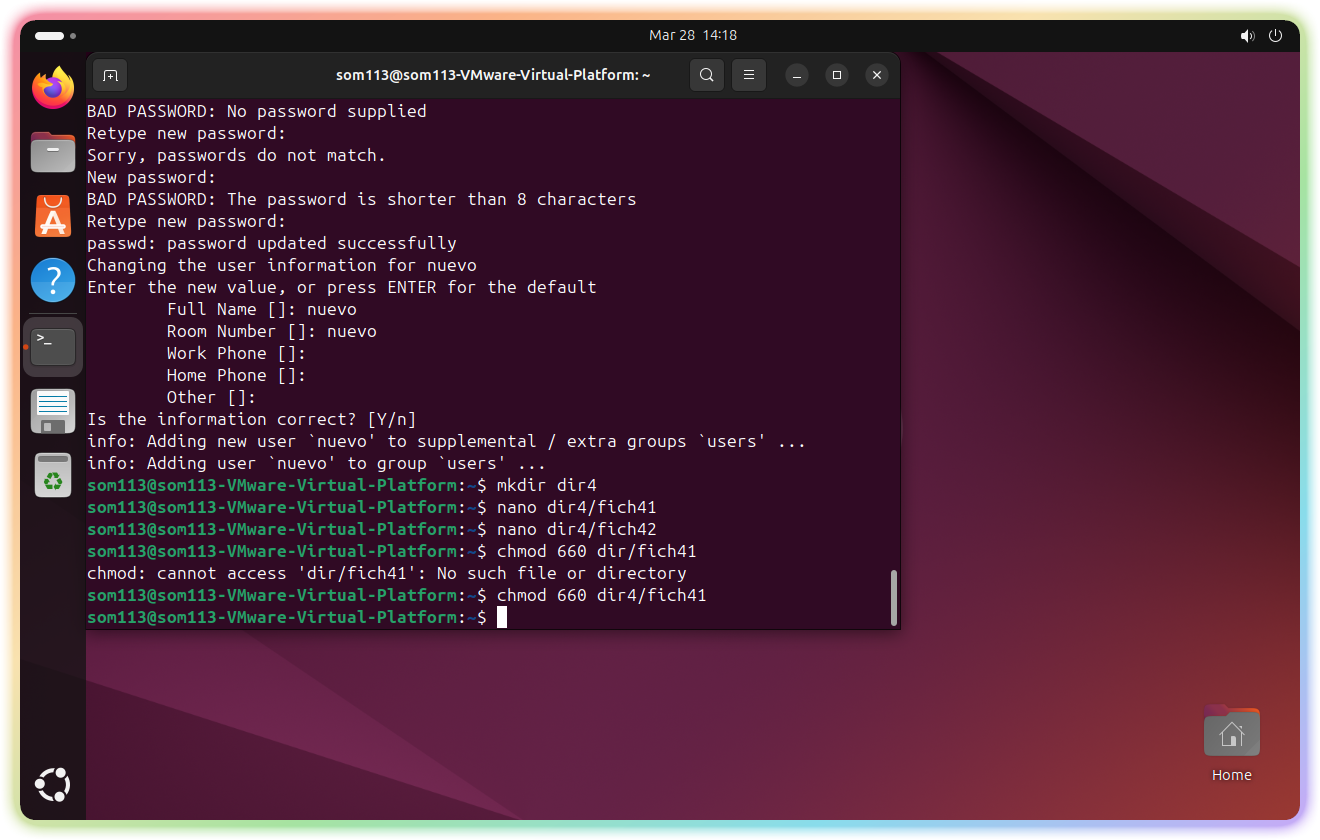 Mar 28 14:18
som113@som113-VMware-Virtual-Platform: ~
BAD PASSWORD: No password supplied
Retype new password:
Sorry, passwords do not match.
New password:
BAD PASSWORD: The password is shorter than 8 characters
Retype new password:
passwd: password updated successfully
Changing the user information for nuevo
Enter the new value, or press ENTER for the default
        Full Name []: nuevo
        Room Number []: nuevo
        Work Phone []:
        Home Phone []:
        Other []:
Is the information correct? [Y/n]
info: Adding new user `nuevo' to supplemental / extra groups `users' ...
info: Adding user `nuevo' to group `users' ...
som113@som113-VMware-Virtual-Platform:~$ mkdir dir4
som113@som113-VMware-Virtual-Platform:~$ nano dir4/fich41
som113@som113-VMware-Virtual-Platform:~$ nano dir4/fich42
som113@som113-VMware-Virtual-Platform:~$ chmod 660 dir/fich41
chmod: cannot access 'dir/fich41': No such file or directory
som113@som113-VMware-Virtual-Platform:~$ chmod 660 dir4/fich41
som113@som113-VMware-Virtual-Platform:~$
Home